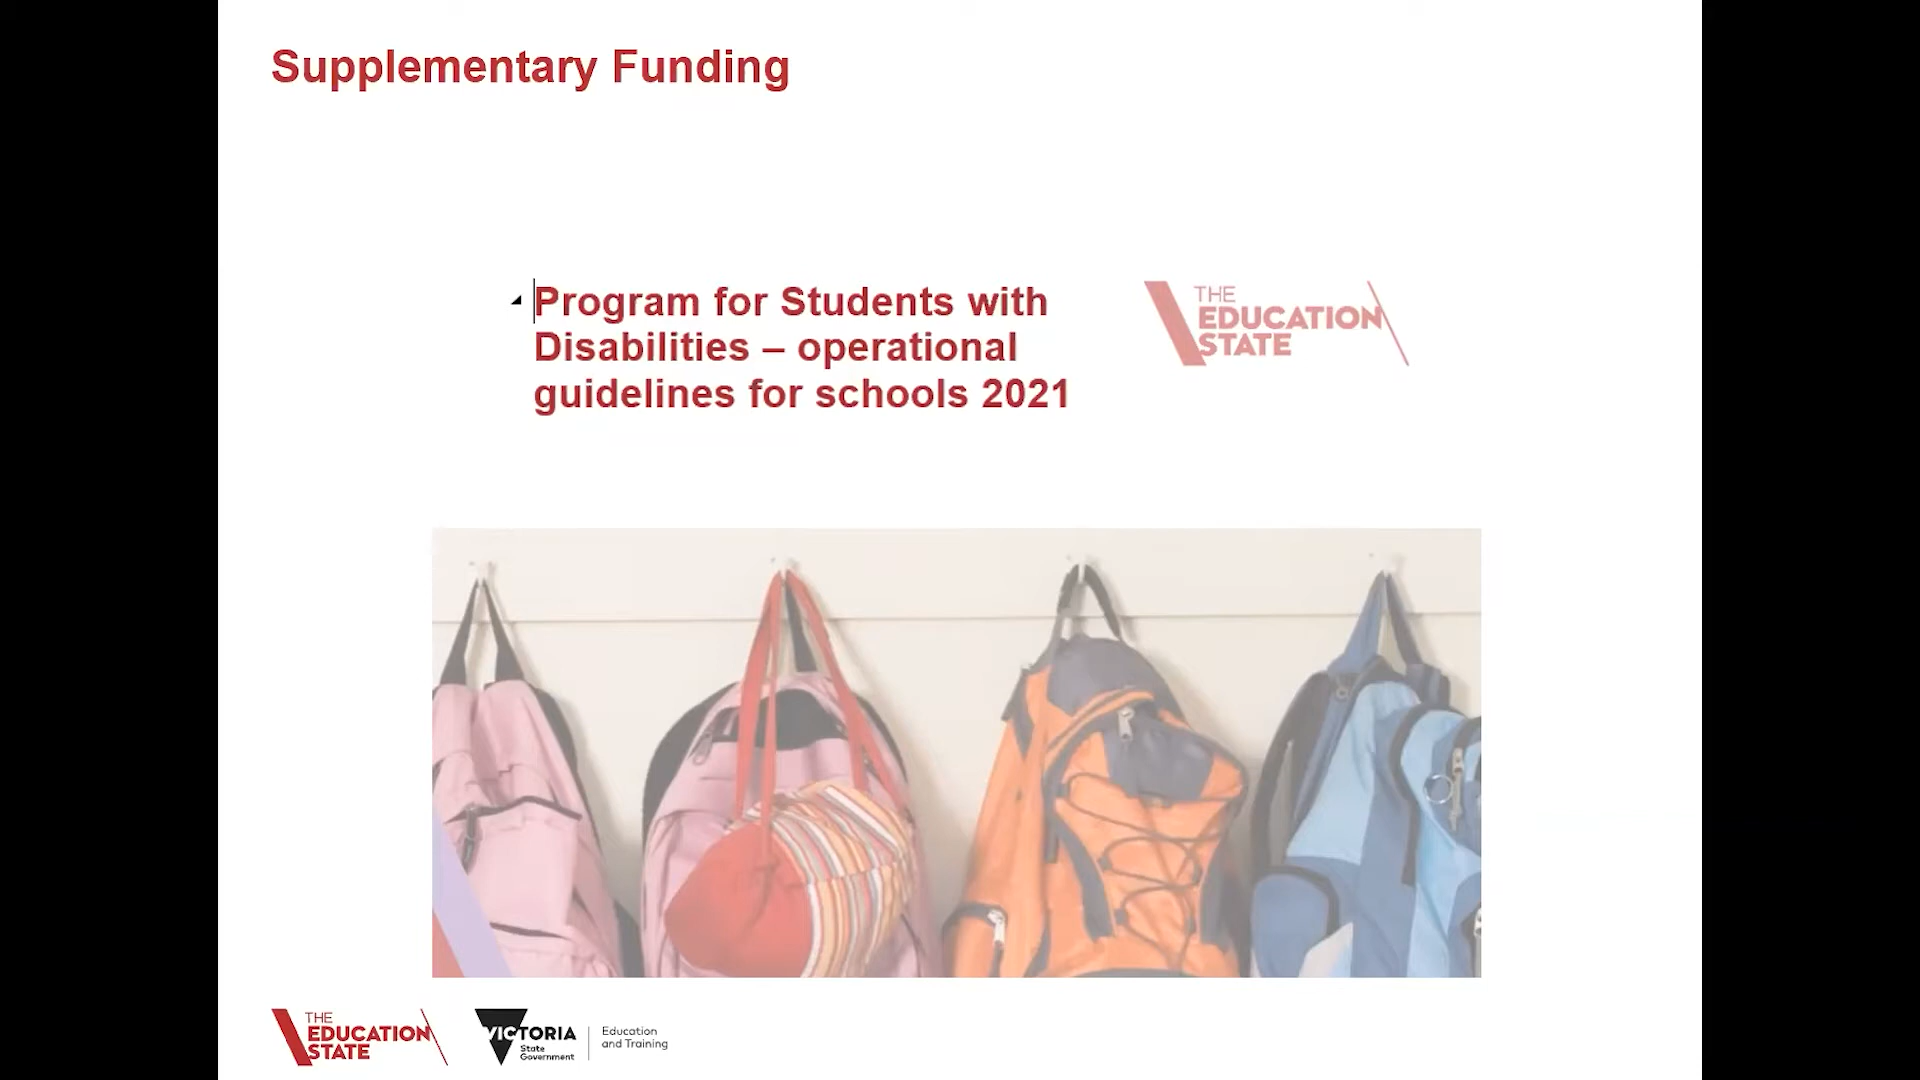 Supplementary Funding
Program for Students with
Disabilities – operational
guidelines for schools 2021
THE
EDUCATION
STATE
THE
EDUCATION
STATE
VICTORIA
State
Government
Education
and Training